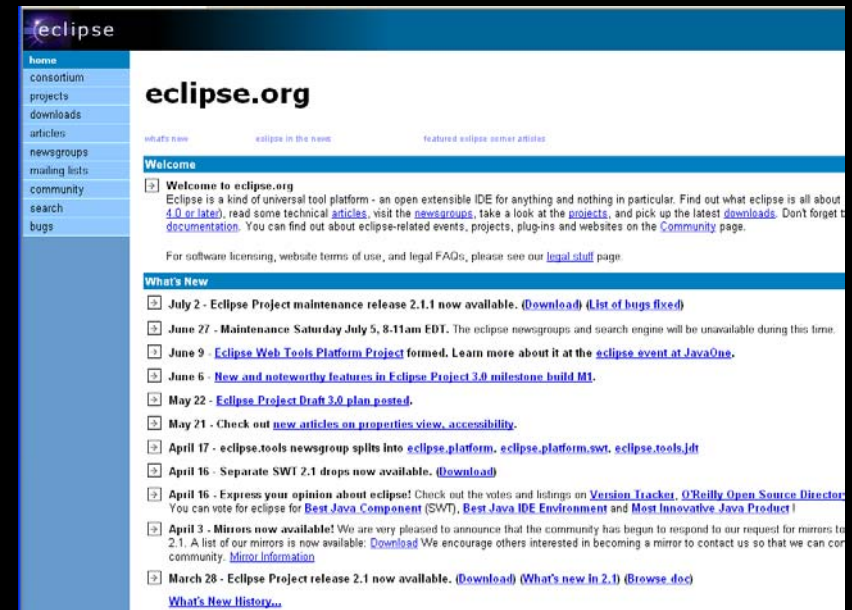 eclipse
home
consortium
projects
downloads
articles
newsgroups
mailing lists
community
search
bugs
eclipse.org
what's new eclipse in the news featured eclipse corner articles
Welcome
Welcome to eclipse.org
Eclipse is a kind of universal tool platform - an open extensible IDE for anything and nothing in particular. Find out what eclipse is all about
4.0 or later), read some technical articles, visit the newsgroups, take a look at the projects, and pick up the latest downloads. Don't forget
documentation. You can find out about eclipse-related events, projects, plug-ins and websites on the Community page.
For software licensing, website terms of use, and legal FAQs, please see our legal stuff page.
What's New
July 2 - Eclipse Project maintenance release 2.1.1 now available. (Download) (List of bugs fixed)
June 27 - Maintenance Saturday July 5, 8-11am EDT. The eclipse newsgroups and search engine will be unavailable during this time.
June 9 - Eclipse Web Tools Platform Project formed. Learn more about it at the eclipse event at JavaOne.
June 6 - New and noteworthy features in Eclipse Project 3.0 milestone build M1.
May 22 - Eclipse Project Draft 3.0 plan posted.
May 21 - Check out new articles on properties view, accessibility.
April 17 - eclipse.tools newsgroup splits into eclipse.platform, eclipse.platform.swt, eclipse.tools.jdt
April 16 - Separate SWT 2.1 drops now available. (Download)
April 16 - Express your opinion about eclipse! Check out the votes and listings on Version Tracker, O'Reilly Open Source Directory
You can vote for eclipse for Best Java Component (SWT), Best Java IDE Environment and Most Innovative Java Product !
April 3 - Mirrors now available! We are very pleased to announce that the community has begun to respond to our request for mirrors to
2.1. A list of our mirrors is now available: Download We encourage others interested in becoming a mirror to contact us so that we can
community. Mirror Information
March 28 - Eclipse Project release 2.1 now available. (Download) (What's new in 2.1) (Browse doc)
What's New History...